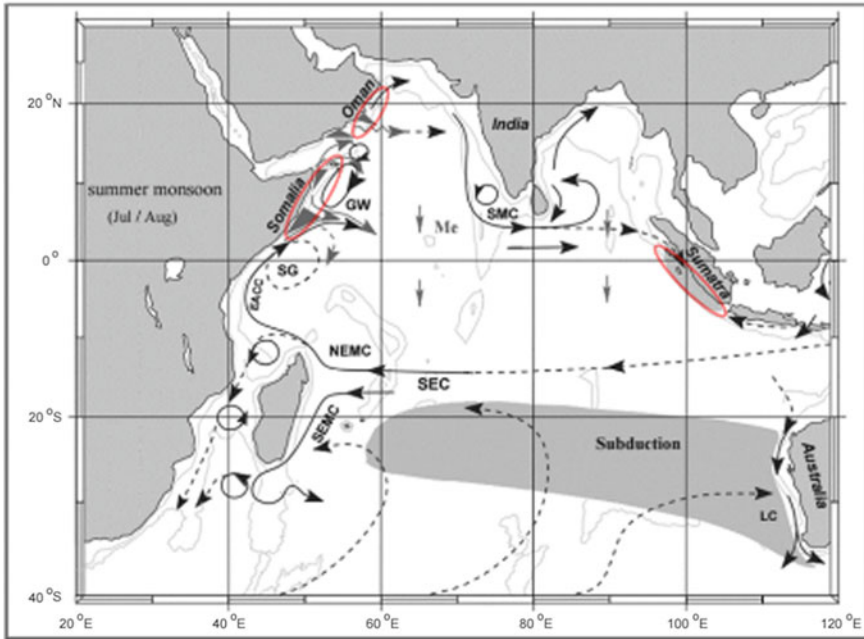 20°N
0°
20°S
40°S
20°E
40°E
60°E
80°E
100°E
120°E
summer monsoon
(Jul / Aug)
Oman
Somalia
India
Sumatra
Australia
GW
SMC
Me
SG
EACC
NEMC
SEC
SEMC
Subduction
LC